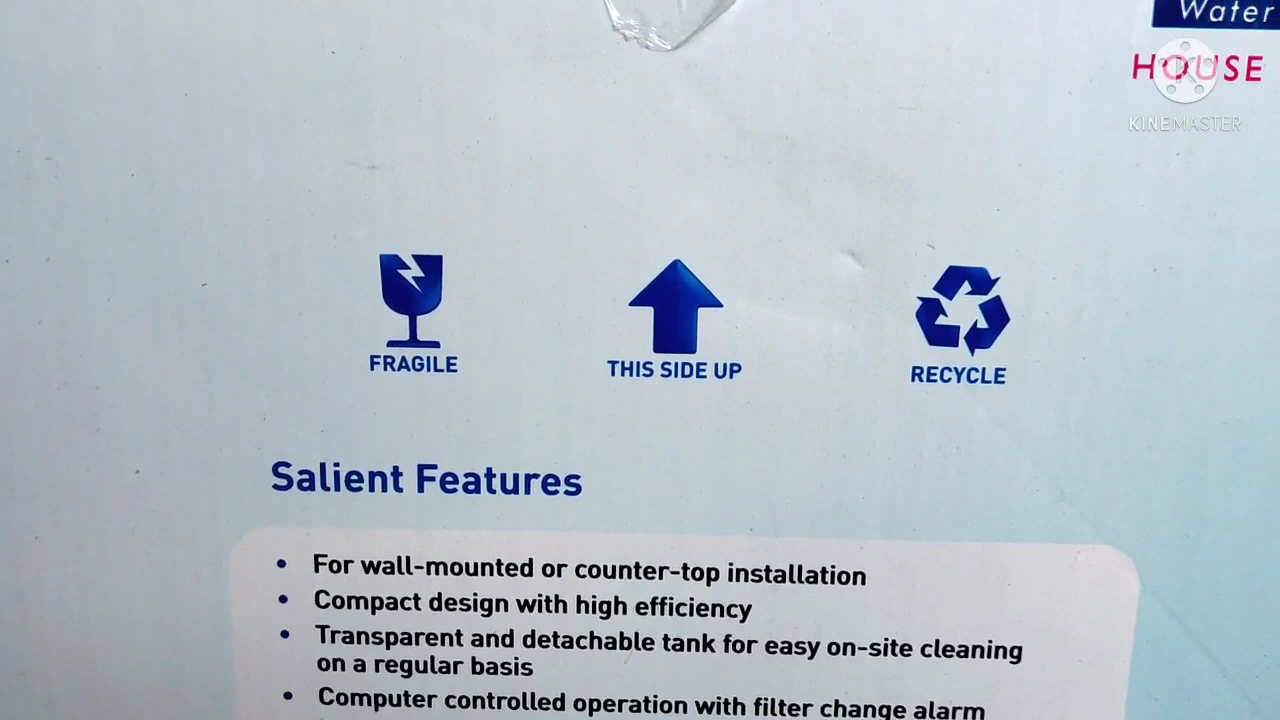 Water
HOUSE
KINEMASTER
FRAGILE
THIS SIDE UP
RECYCLE
Salient Features
• For wall-mounted or counter-top installation
• Compact design with high efficiency
• Transparent and detachable tank for easy on-site cleaning
on a regular basis
• Computer controlled operation with filter change alarm